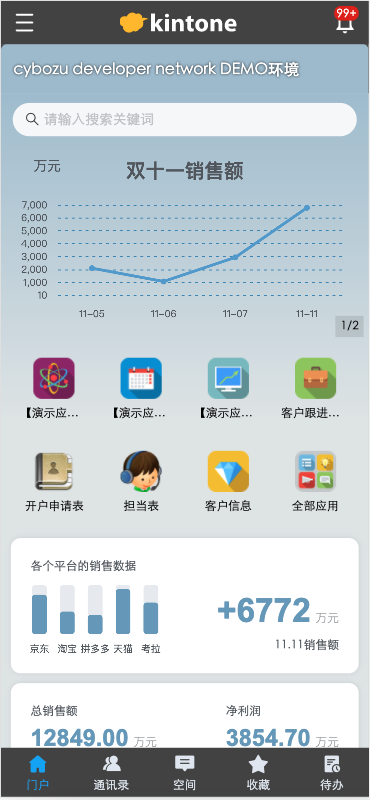 99+
kintone
cybozu developer network DEMO环境
请输入搜索关键词
万元
双十一销售额
7,000
6,000
5,000
4,000
3,000
2,000
1,000
10
11-05 11-06 11-07 11-11
1/2
【演示应... 【演示应... 【演示应... 客户跟进...
开户申请表 担当表 客户信息 全部应用
各个平台的销售数据
+6772 万元
京东 淘宝 拼多多 天猫 考拉
11.11销售额
总销售额 净利润
12849.00 万元 3854.70 万元
门户 通讯录 空间 收藏 待办